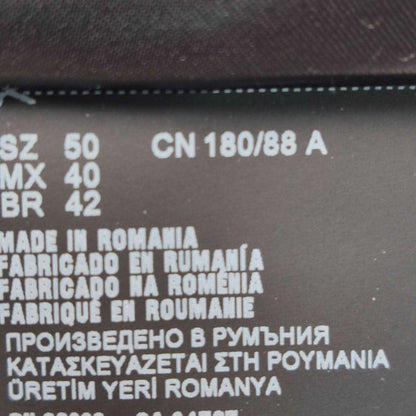 SZ 50 CN 180/88 A
MX 40
BR 42
MADE IN ROMANIA
FABRICADO EN RUMANÍA
FABRICADO NA ROMÉNIA
FABRIQUÉ EN ROUMANIE
ПРОИЗВЕДЕНО В РУМЪНИЯ
ΚΑΤΑΣΚΕΥΑΖΕΤΑΙ ΣΤΗ ΡΟΥΜΑΝΙΑ
ÜRETİM YERİ ROMANYA